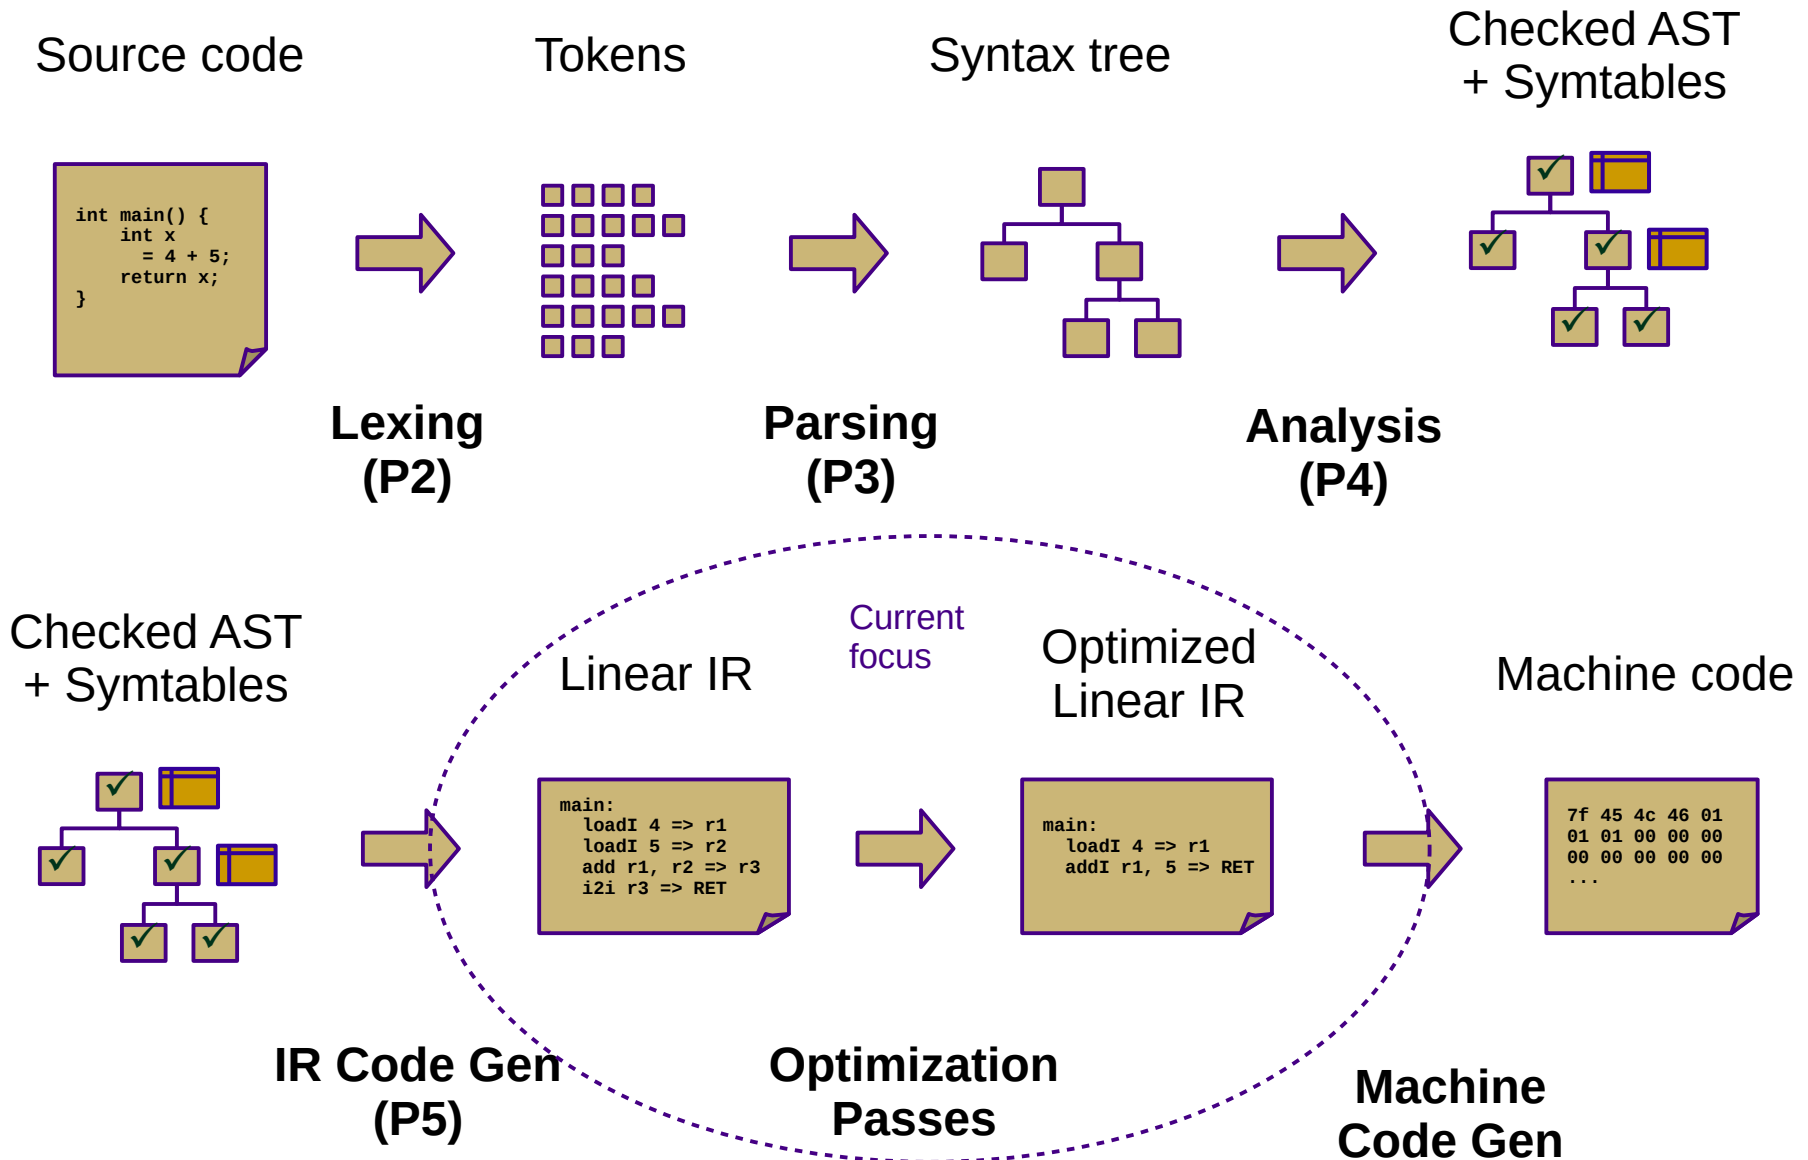 Source code
Tokens
Syntax tree
Checked AST
+ Symtables
int main() {
    int x
      = 4 + 5;
    return x;
}
Lexing
(P2)
Parsing
(P3)
Analysis
(P4)
Checked AST
+ Symtables
Linear IR
Current
focus
Optimized
Linear IR
Machine code
main:
  loadI 4 => r1
  loadI 5 => r2
  add r1, r2 => r3
  i2i r3 => RET
main:
  loadI 4 => r1
  addI r1, 5 => RET
7f 45 4c 46 01
01 01 00 00 00
00 00 00 00 00
...
IR Code Gen
(P5)
Optimization
Passes
Machine
Code Gen